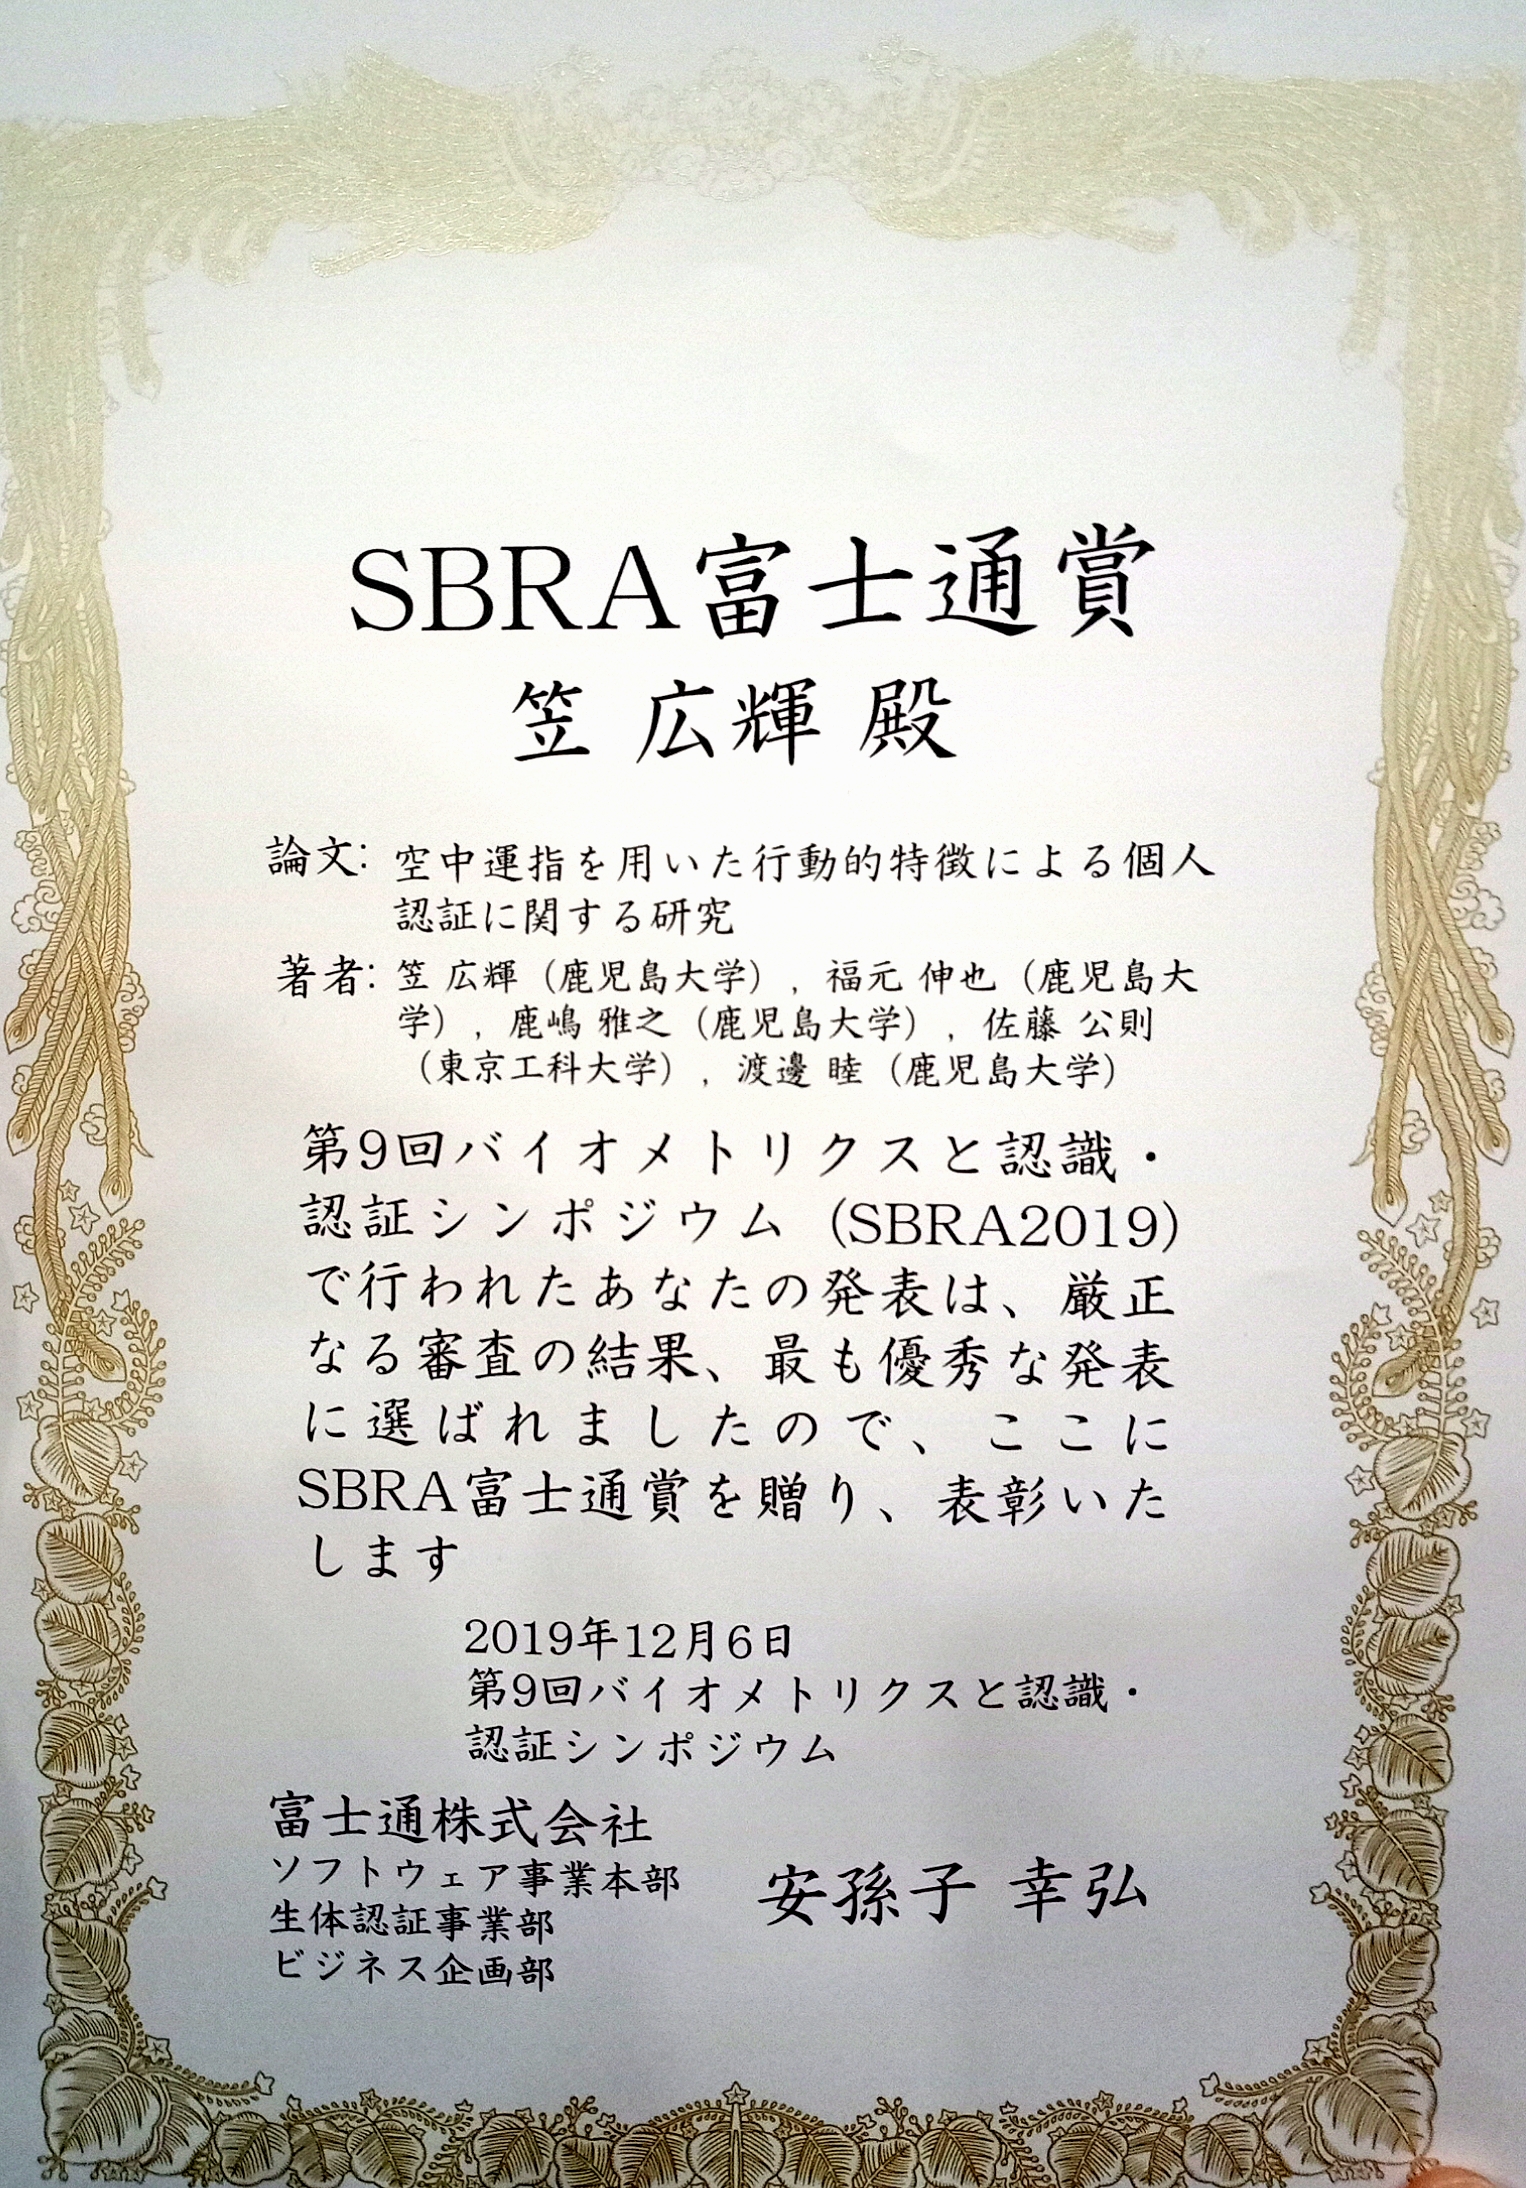 SBRA富士通賞
笠 広輝 殿
論文: 空中運指を用いた行動的特徴による個人
認証に関する研究
著者: 笠 広輝（鹿児島大学）, 福元 伸也（鹿児島大
学）, 鹿嶋 雅之（鹿児島大学）, 佐藤 公則
（東京工科大学）, 渡邊 睦（鹿児島大学）
第9回バイオメトリクスと認識・
認証シンポジウム（SBRA2019）
で行われたあなたの発表は、厳正
なる審査の結果、最も優秀な発表
に選ばれましたので、ここに
SBRA富士通賞を贈り、表彰いた
します
2019年12月6日
第9回バイオメトリクスと認識・
認証シンポジウム
富士通株式会社
ソフトウェア事業本部
生体認証事業部
ビジネス企画部
安孫子 幸弘